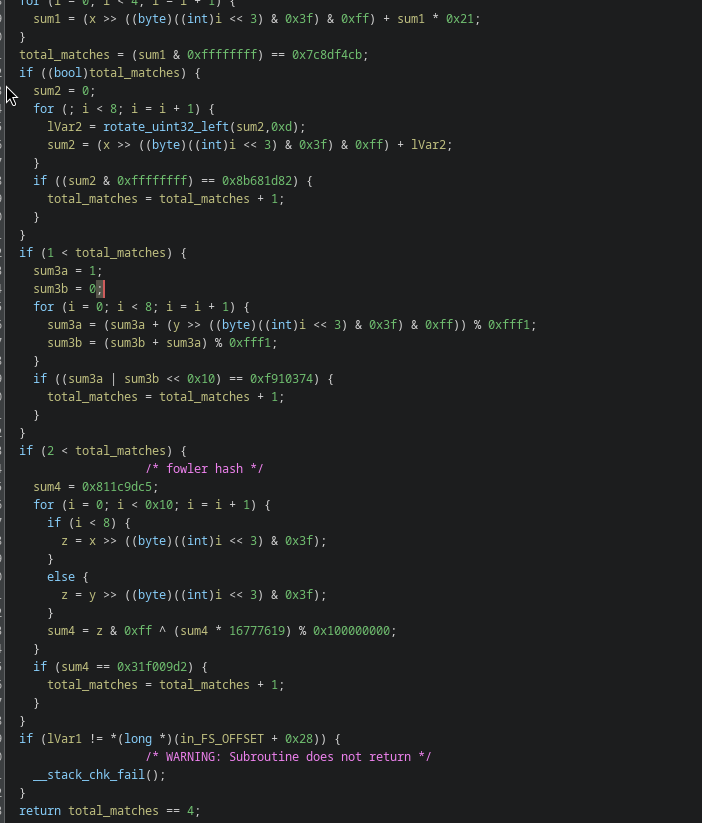 for (i = 0; i < 4; i = i + 1) {
sum1 = (x >> ((byte)((int)i << 3) & 0x3f) & 0xff) + sum1 * 0x21;
}
total_matches = (sum1 & 0xffffffff) == 0x7c8df4cb;
if ((bool)total_matches) {
sum2 = 0;
for (; i < 8; i = i + 1) {
lVar2 = rotate_uint32_left(sum2,0xd);
sum2 = (x >> ((byte)((int)i << 3) & 0x3f) & 0xff) + lVar2;
}
if ((sum2 & 0xffffffff) == 0x8b681d82) {
total_matches = total_matches + 1;
}
}
if (1 < total_matches) {
sum3a = 1;
sum3b = 0;
for (i = 0; i < 8; i = i + 1) {
sum3a = (sum3a + (y >> ((byte)((int)i << 3) & 0x3f) & 0xff)) % 0xfff1;
sum3b = (sum3b + sum3a) % 0xfff1;
}
if ((sum3a | sum3b << 0x10) == 0xf910374) {
total_matches = total_matches + 1;
}
}
if (2 < total_matches) {
/* fowler hash */
sum4 = 0x811c9dc5;
for (i = 0; i < 0x10; i = i + 1) {
if (i < 8) {
z = x >> ((byte)((int)i << 3) & 0x3f);
}
else {
z = y >> ((byte)((int)i << 3) & 0x3f);
}
sum4 = z & 0xff ^ (sum4 * 16777619) % 0x100000000;
}
if (sum4 == 0x31f009d2) {
total_matches = total_matches + 1;
}
}
if (lVar1 != *(long *)(in_FS_OFFSET + 0x28)) {
/* WARNING: Subroutine does not return */
__stack_chk_fail();
}
return total_matches == 4;